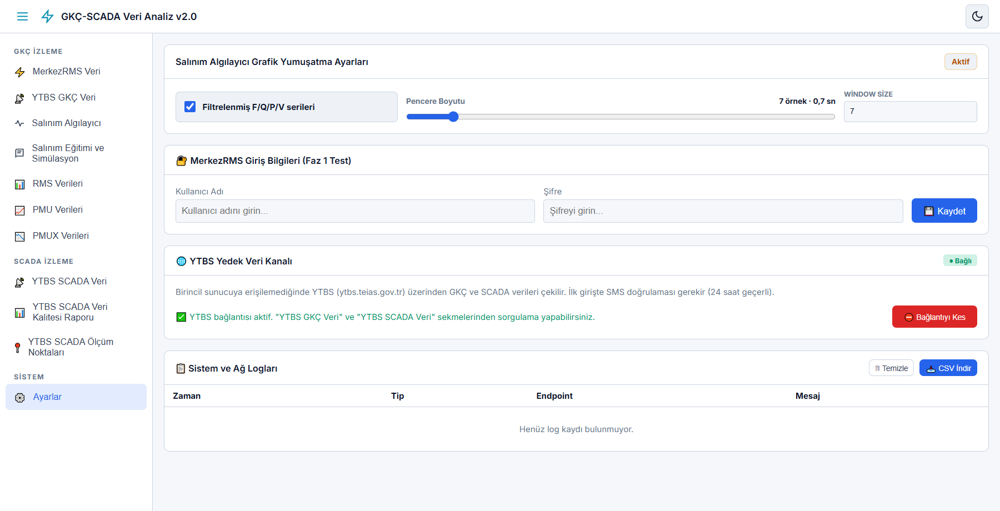 GKÇ-SCADA Veri Analiz v2.0
GKÇ İZLEME
MerkezRMS Veri
YTBS GKÇ Veri
Salınım Algılayıcı
Salınım Eğitimi ve
Simülasyon
RMS Verileri
PMU Verileri
PMUX Verileri
SCADA İZLEME
YTBS SCADA Veri
YTBS SCADA Veri
Kalitesi Raporu
YTBS SCADA Ölçüm
Noktaları
SİSTEM
Ayarlar
Salınım Algılayıcı Grafik Yumuşatma Ayarları
Aktif
Filtrelenmiş F/Q/P/V serileri
Pencere Boyutu
7 örnek · 0,7 sn
WİNDOW SİZE
7
MerkezRMS Giriş Bilgileri (Faz 1 Test)
Kullanıcı Adı
Şifre
Kullanıcı adını girin...
Şifreyi girin...
Kaydet
YTBS Yedek Veri Kanalı
● Bağlı
Birincil sunucuya erişilemediğinde YTBS (ytbs.teias.gov.tr) üzerinden GKÇ ve SCADA verileri çekilir. İlk girişte SMS doğrulaması gerekir (24 saat geçerli).
YTBS bağlantısı aktif. "YTBS GKÇ Veri" ve "YTBS SCADA Veri" sekmelerinden sorgulama yapabilirsiniz.
Bağlantıyı Kes
Sistem ve Ağ Logları
Temizle
CSV İndir
Zaman
Tip
Endpoint
Mesaj
Henüz log kaydı bulunmuyor.